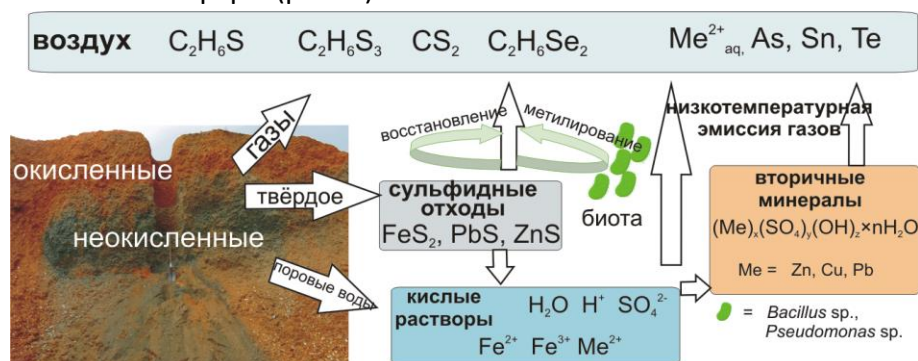 воздух C₂H₆S C₂H₆S₃ CS₂ C₂H₆Se₂ Me²⁺aq, As, Sn, Te
восстановление
метилирование
низкотемпературная
эмиссия газов
газы
окисленные
твёрдое
неокисленные
поровые воды
сульфидные
отходы
FeS₂, PbS, ZnS
биота
вторичные
минералы
(Me)ₓ(SO₄)ᵧ(OH)z×nH₂O
Me = Zn, Cu, Pb
кислые
растворы
H₂O H⁺ SO₄²⁻
Fe²⁺ Fe³⁺ Me²⁺
= Bacillus sp.,
Pseudomonas sp.